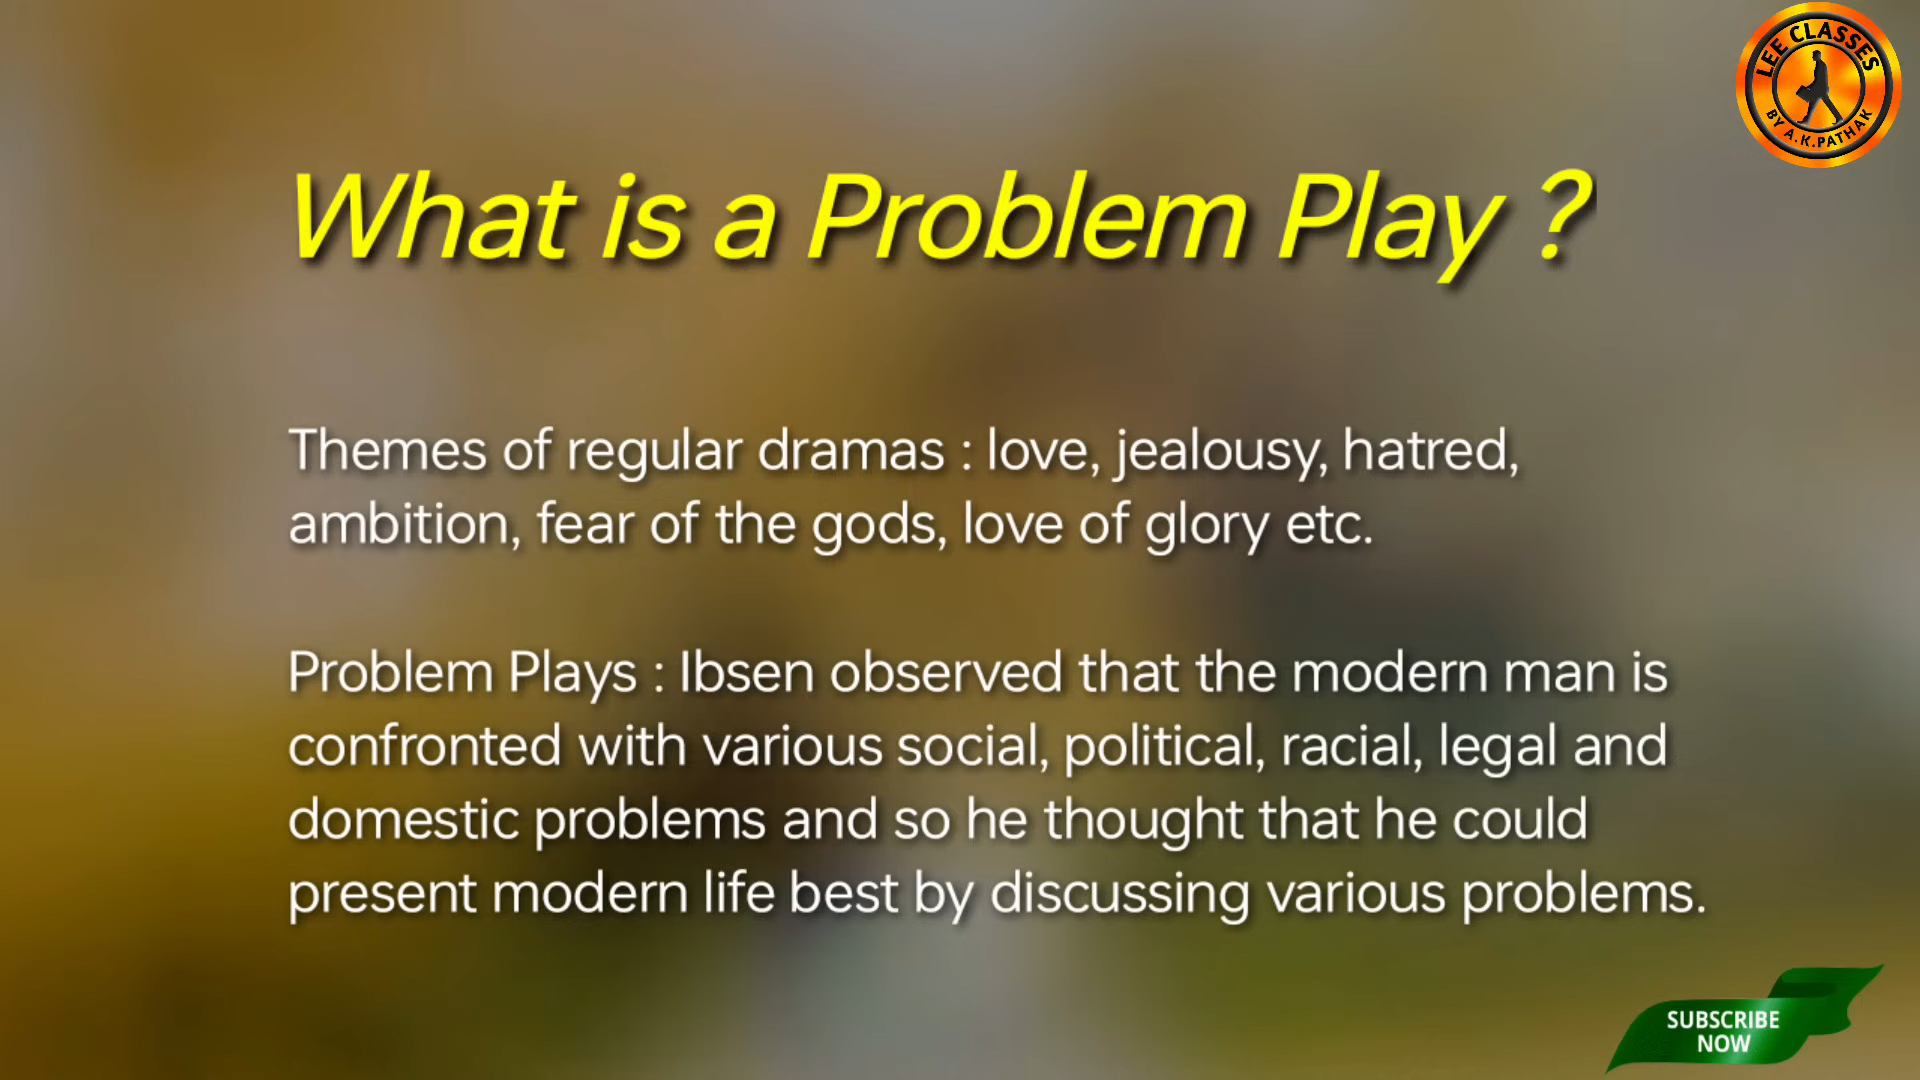 LEE CLASSES
BY A.K.PATHAK
What is a Problem Play ?
Themes of regular dramas : love, jealousy, hatred,
ambition, fear of the gods, love of glory etc.
Problem Plays : Ibsen observed that the modern man is
confronted with various social, political, racial, legal and
domestic problems and so he thought that he could
present modern life best by discussing various problems.
SUBSCRIBE
NOW